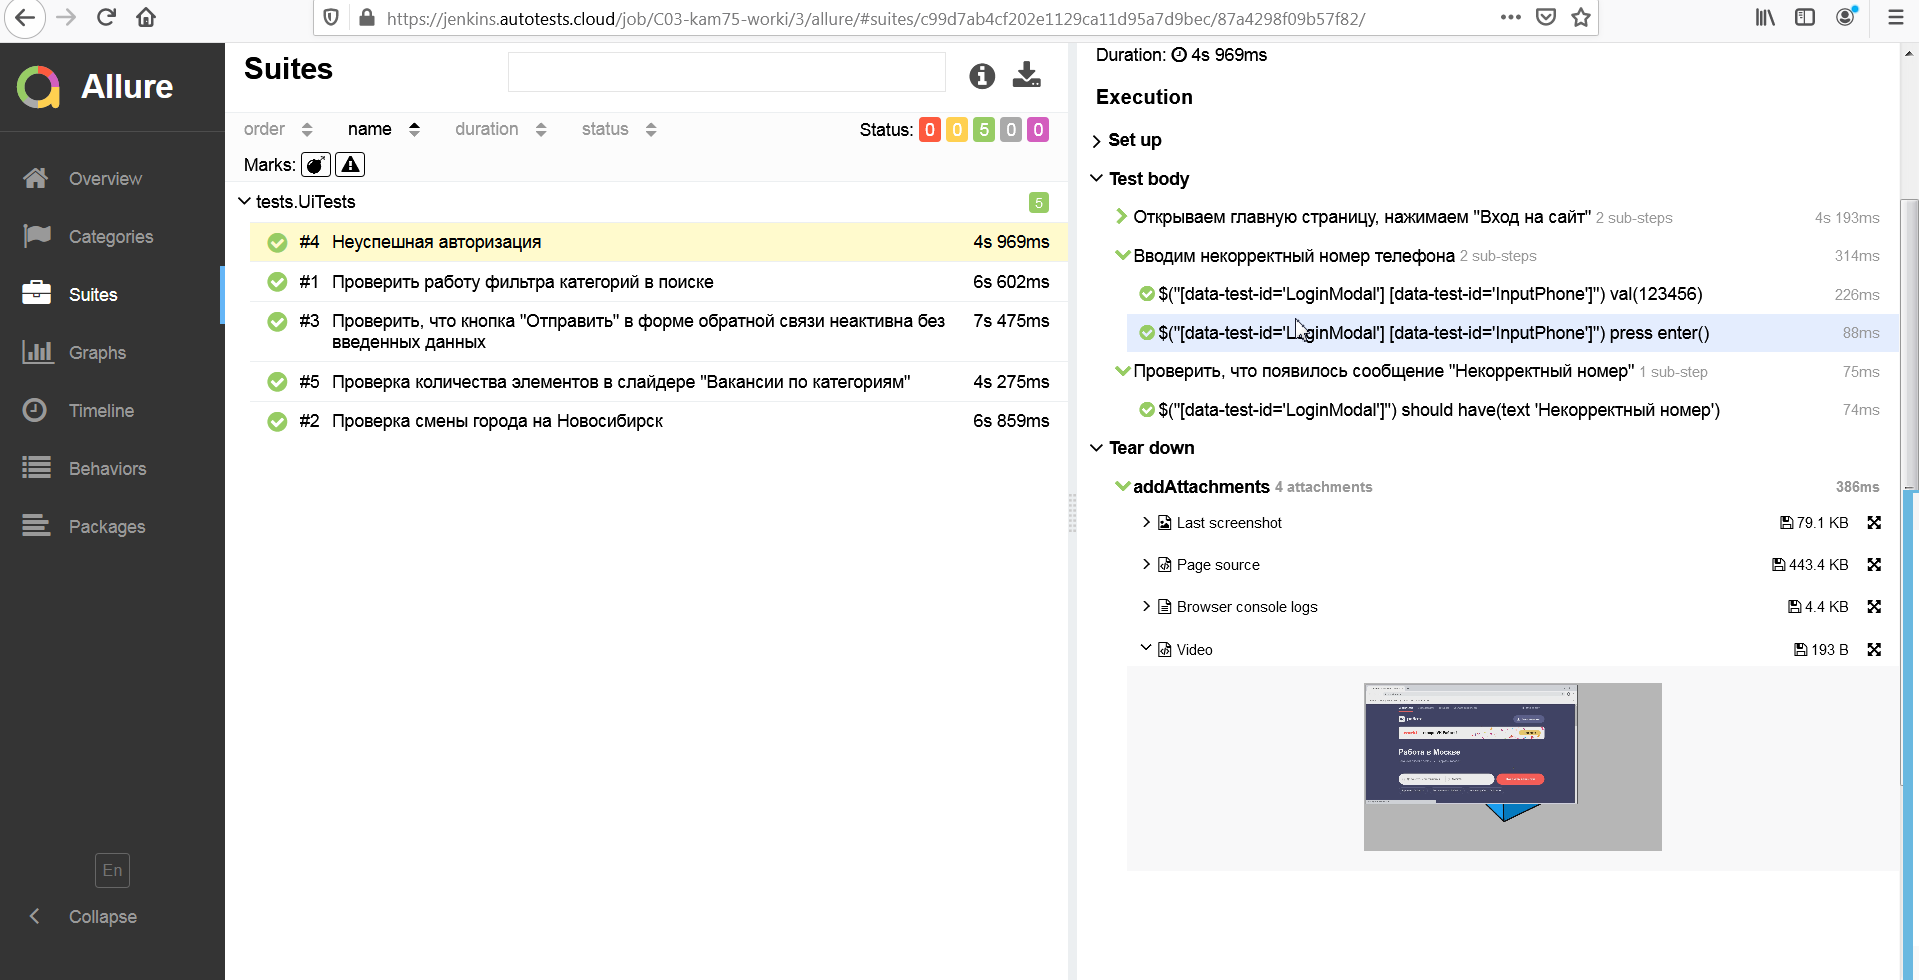 https://jenkins.autotests.cloud/job/C03-kam75-worki/3/allure/#suites/c99d7ab4cf202e1129ca11d95a7d9bec/87a4298f09b57f82/
Allure
Overview
Categories
Suites
Graphs
Timeline
Behaviors
Packages
En
Collapse
Suites
order name duration status
Status: 0 0 5 0 0
Marks:
tests.UiTests 5
#4 Неуспешная авторизация 4s 969ms
#1 Проверить работу фильтра категорий в поиске 6s 602ms
#3 Проверить, что кнопка "Отправить" в форме обратной связи неактивна без 7s 475ms
введенных данных
#5 Проверка количества элементов в слайдере "Вакансии по категориям" 4s 275ms
#2 Проверка смены города на Новосибирск 6s 859ms
Duration: 4s 969ms
Execution
Set up
Test body
Открываем главную страницу, нажимаем "Вход на сайт" 2 sub-steps 4s 193ms
Вводим некорректный номер телефона 2 sub-steps 314ms
$("[data-test-id='LoginModal'] [data-test-id='InputPhone']") val(123456) 226ms
$("[data-test-id='LoginModal'] [data-test-id='InputPhone']") press enter() 88ms
Проверить, что появилось сообщение "Некорректный номер" 1 sub-step 75ms
$("[data-test-id='LoginModal']") should have(text 'Некорректный номер') 74ms
Tear down
addAttachments 4 attachments 386ms
Last screenshot 79.1 KB
Page source 443.4 KB
Browser console logs 4.4 KB
Video 193 B
Работа в Москве